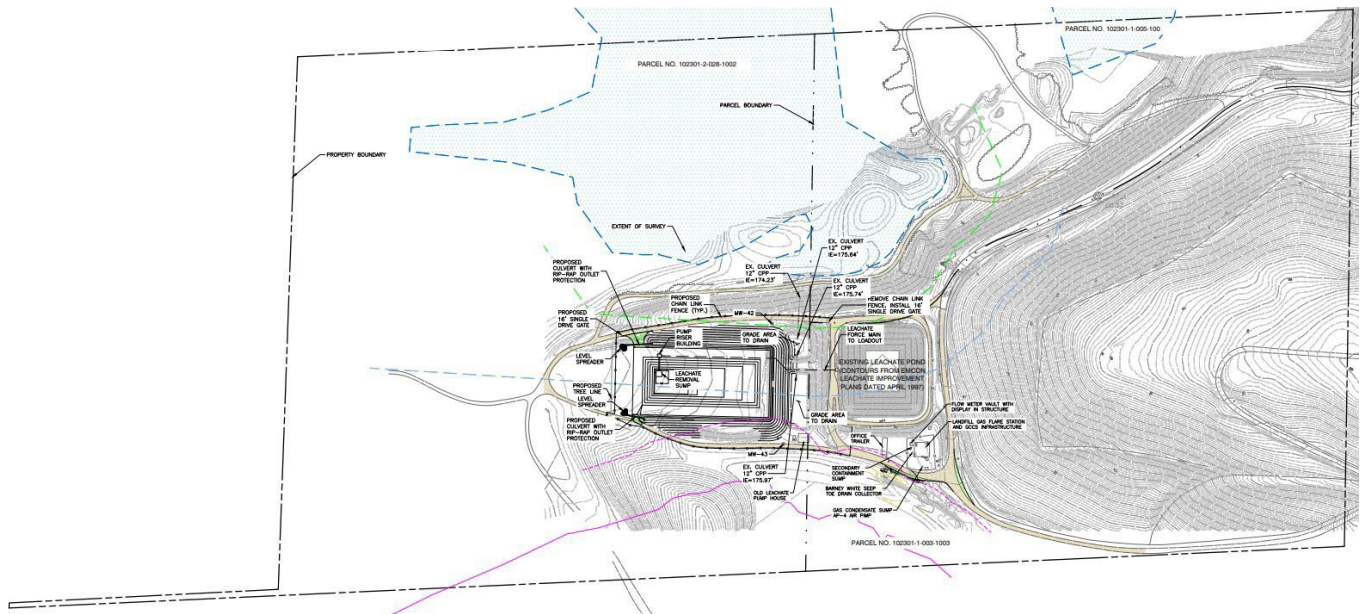 PARCEL NO. 102301-1-005-100
PARCEL NO. 102301-2-028-1002
PARCEL BOUNDARY
PROPERTY BOUNDARY
EXTENT OF SURVEY
EX. CULVERT
12" CPP
IE=175.64'
PROPOSED
CULVERT WITH
RIP-RAP OUTLET
PROTECTION
EX. CULVERT
12" CPP
IE=174.23'
EX. CULVERT
12" CPP
IE=175.74'
PROPOSED
CHAIN LINK
FENCE (TYP.)
REMOVE CHAIN LINK
FENCE, INSTALL 16'
SINGLE DRIVE GATE
PROPOSED
16' SINGLE
DRIVE GATE
MW-42
PUMP
RISER
BUILDING
GRADE AREA
TO DRAIN
LEACHATE
FORCE MAIN
TO LOADOUT
LEVEL
SPREADER
LEACHATE
REMOVAL
SUMP
EXISTING LEACHATE POND
(CONTOURS FROM EMCON
LEACHATE IMPROVEMENT
PLANS DATED APRIL 1997)
PROPOSED
TREE LINE
LEVEL
SPREADER
GRADE AREA
TO DRAIN
FLOW METER VAULT WITH
DISPLAY IN STRUCTURE
LANDFILL GAS FLARE STATION
AND GCCS INFRASTRUCTURE
PROPOSED
CULVERT WITH
RIP-RAP OUTLET
PROTECTION
OFFICE
TRAILER
MW-43
SECONDARY
CONTAINMENT
SUMP
EX. CULVERT
12" CPP
IE=175.97'
OLD LEACHATE
PUMP HOUSE
BARNEY WHITE SEEP
TOE DRAIN COLLECTOR
GAS CONDENSATE SUMP
AP-4 AIR PIMP
PARCEL NO. 102301-1-003-1003